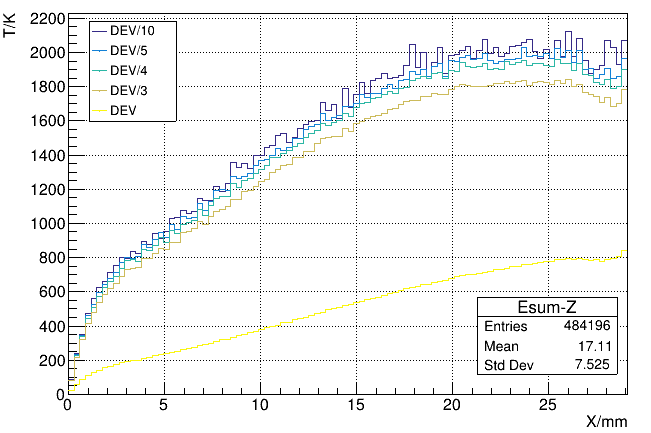 T/K
2200
2000
1800
1600
1400
1200
1000
800
600
400
200
0
DEV/10
DEV/5
DEV/4
DEV/3
DEV
Esum-Z
Entries 484196
Mean 17.11
Std Dev 7.525
0 5 10 15 20 25
X/mm